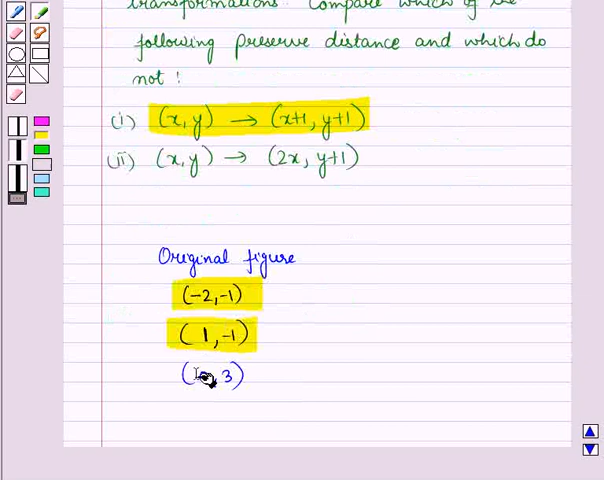 transformations. Compare which of the
following preserve distance and which do
not :
(i) (x, y) → (x+1, y+1)
(ii) (x, y) → (2x, y+1)
Original figure
(-2, -1)
(1, -1)
( , 3)